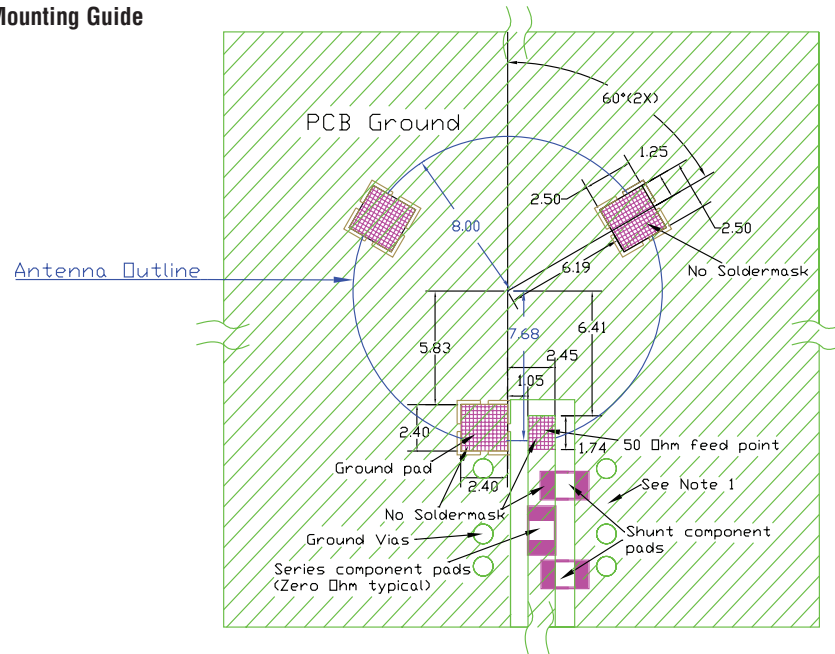 Mounting Guide
60°(2X)
PCB Ground
1.25
2.50
8.00
2.50
6.19
No Soldermask
Antenna Outline
7.68
6.41
5.83
2.45
1.05
2.40
1.74
50 Ohm feed point
Ground pad
2.40
See Note 1
No Soldermask
Ground Vias
Shunt component
pads
Series component pads
(Zero Ohm typical)